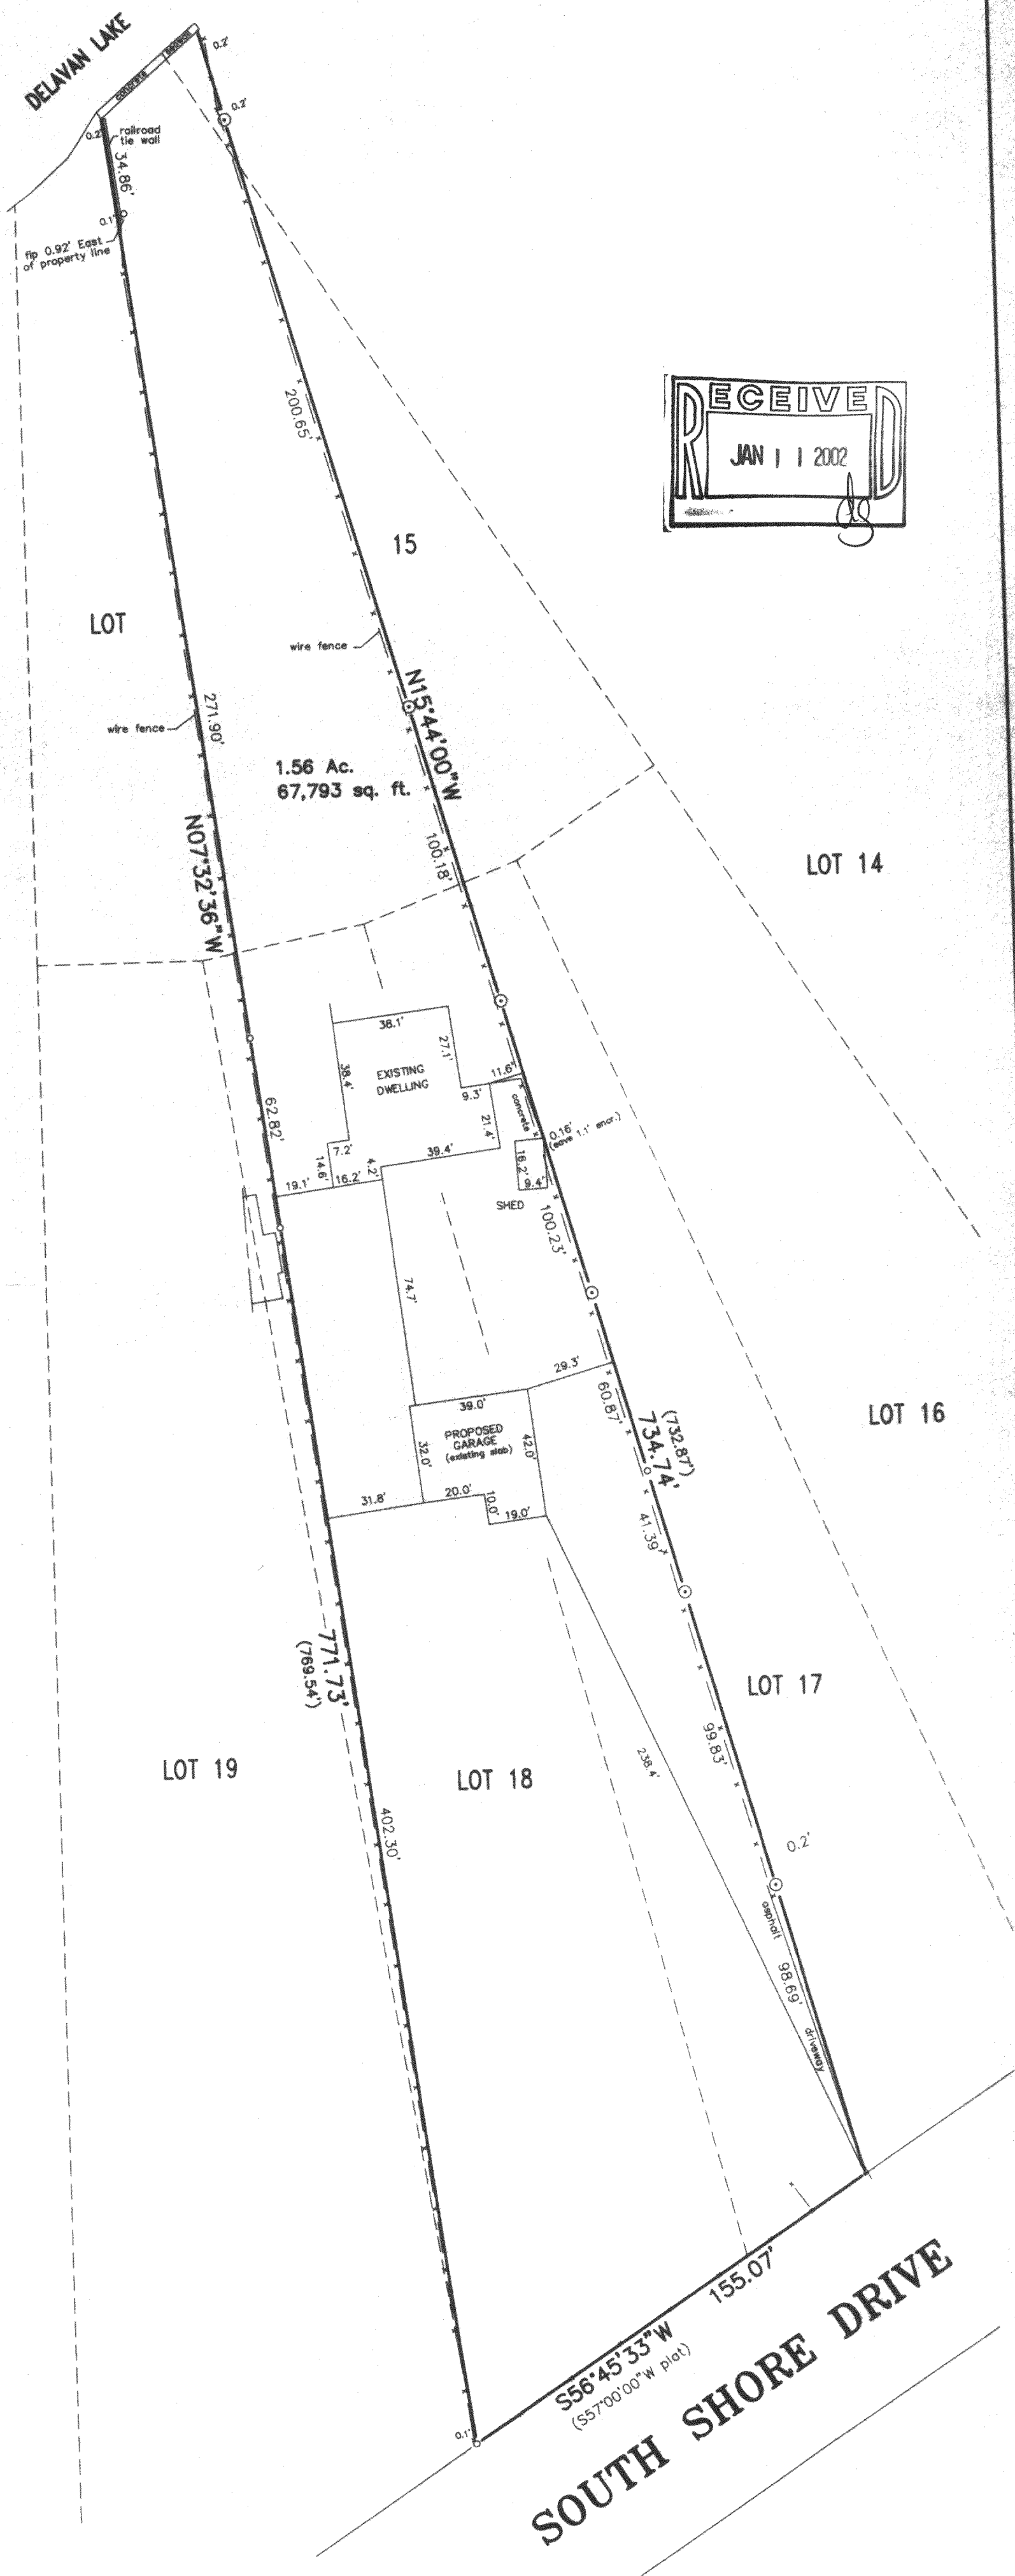 DELAVAN LAKE
concrete
seawall
0.2'
0.2'
0.2'
railroad
tie wall
34.86'
0.1'
fip 0.92' East
of property line
RECEIVED
JAN 11 2002
200.65'
15
LOT
wire fence
N15°44'00"W
271.90'
wire fence
1.56 Ac.
67,793 sq. ft.
N07°32'36"W
100.18'
LOT 14
38.1'
27.1'
38.4'
EXISTING
DWELLING
11.6'
9.3'
concrete
62.82'
21.4'
0.16'
(eave 1.1' encr.)
7.2'
39.4'
14.6'
4.2'
16.2'
16.2'
9.4'
19.1'
SHED
100.23'
74.7'
29.3'
60.87'
39.0'
(732.87')
734.74'
LOT 16
PROPOSED
GARAGE
(existing slab)
32.0'
42.0'
31.8'
20.0'
10.0'
19.0'
41.39'
771.73'
(769.54')
LOT 17
99.83'
238.4'
LOT 19
LOT 18
402.30'
0.2'
asphalt
98.69'
driveway
155.07'
S56°45'33"W
(S57°00'00"W plat)
0.1'
SOUTH SHORE DRIVE